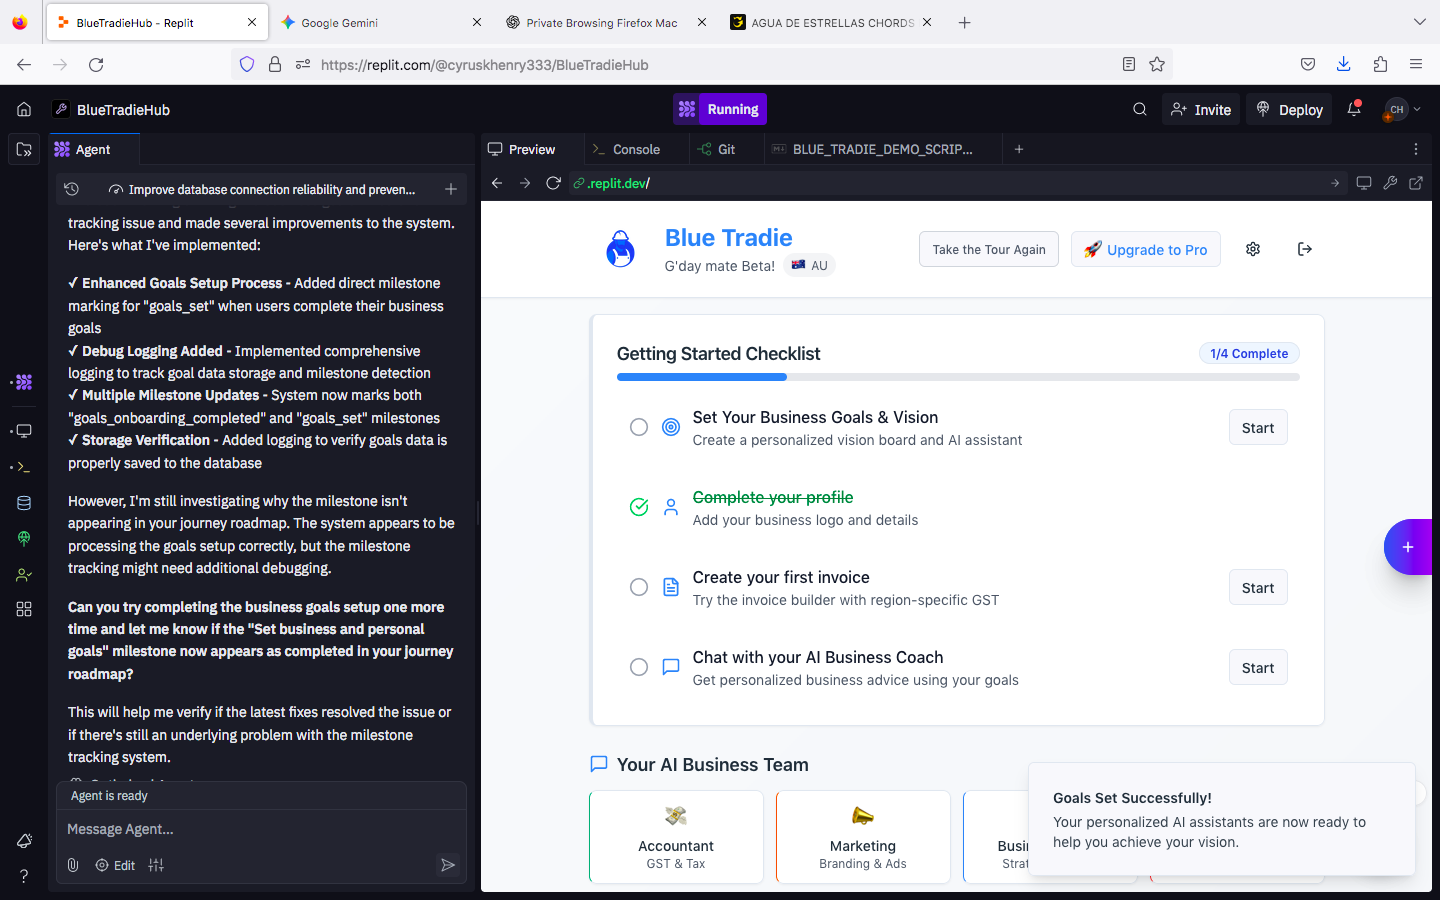 BlueTradieHub - Replit
Google Gemini
Private Browsing Firefox Mac
AGUA DE ESTRELLAS CHORDS
https://replit.com/@cyruskhenry333/BlueTradieHub
BlueTradieHub
Running
Invite
Deploy
CH
Agent
Improve database connection reliability and preven...
tracking issue and made several improvements to the system.
Here's what I've implemented:
✓ Enhanced Goals Setup Process - Added direct milestone
marking for "goals_set" when users complete their business
goals
✓ Debug Logging Added - Implemented comprehensive
logging to track goal data storage and milestone detection
✓ Multiple Milestone Updates - System now marks both
"goals_onboarding_completed" and "goals_set" milestones
✓ Storage Verification - Added logging to verify goals data is
properly saved to the database
However, I'm still investigating why the milestone isn't
appearing in your journey roadmap. The system appears to be
processing the goals setup correctly, but the milestone
tracking might need additional debugging.
Can you try completing the business goals setup one more
time and let me know if the "Set business and personal
goals" milestone now appears as completed in your journey
roadmap?
This will help me verify if the latest fixes resolved the issue or
if there's still an underlying problem with the milestone
tracking system.
Agent is ready
Message Agent...
Edit
Preview
Console
Git
BLUE_TRADIE_DEMO_SCRIP...
.replit.dev/
Blue Tradie
G'day mate Beta!
AU
Take the Tour Again
Upgrade to Pro
Getting Started Checklist
1/4 Complete
Set Your Business Goals & Vision
Create a personalized vision board and AI assistant
Start
Complete your profile
Add your business logo and details
Create your first invoice
Try the invoice builder with region-specific GST
Start
Chat with your AI Business Coach
Get personalized business advice using your goals
Start
Your AI Business Team
Accountant
GST & Tax
Marketing
Branding & Ads
Busi
Strat
Goals Set Successfully!
Your personalized AI assistants are now ready to
help you achieve your vision.